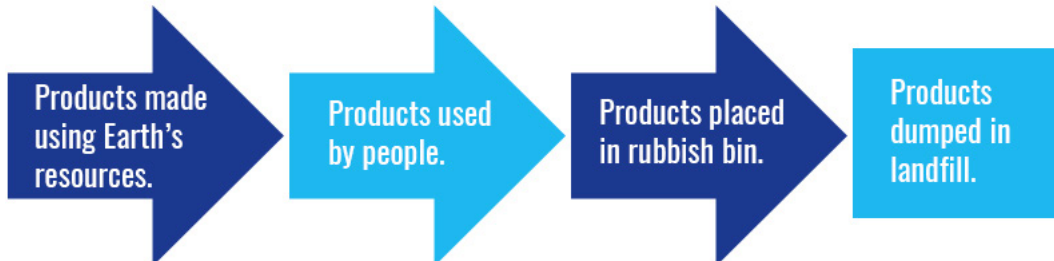 Products made
using Earth’s
resources.
Products used
by people.
Products placed
in rubbish bin.
Products
dumped in
landfill.